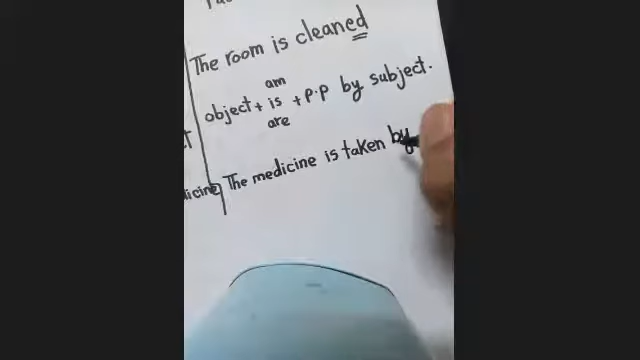 The room is cleaned
am
object + is + p.p by subject.
are
The medicine is taken by